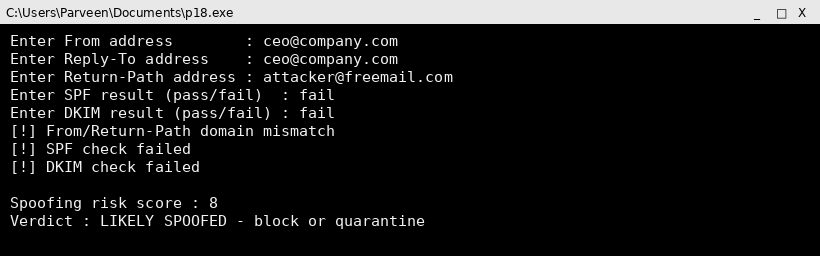 C:\Users\Parveen\Documents\p18.exe
Enter From address        : ceo@company.com
Enter Reply-To address    : ceo@company.com
Enter Return-Path address : attacker@freemail.com
Enter SPF result (pass/fail)  : fail
Enter DKIM result (pass/fail) : fail
[!] From/Return-Path domain mismatch
[!] SPF check failed
[!] DKIM check failed
Spoofing risk score : 8
Verdict : LIKELY SPOOFED - block or quarantine